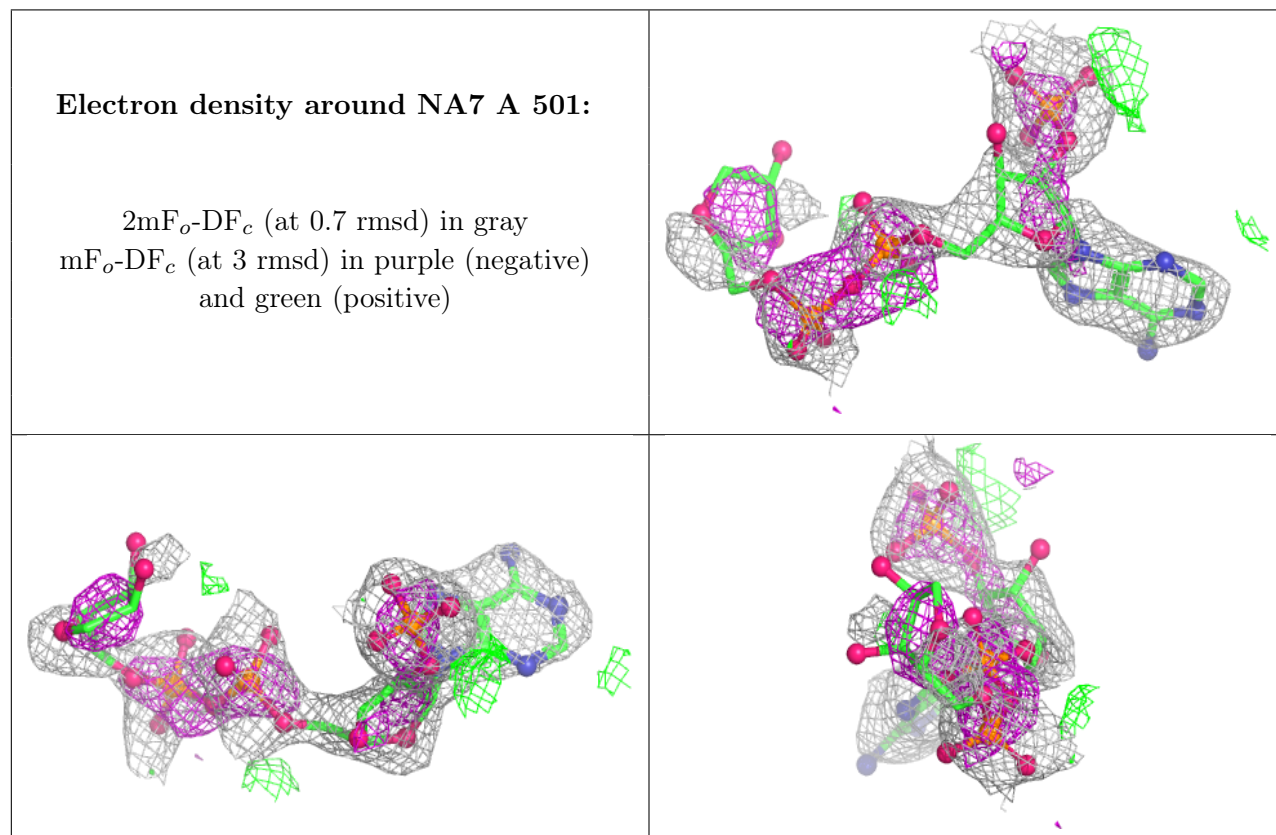 Electron density around NA7 A 501:
2mFo-DFc (at 0.7 rmsd) in gray
mFo-DFc (at 3 rmsd) in purple (negative)
and green (positive)